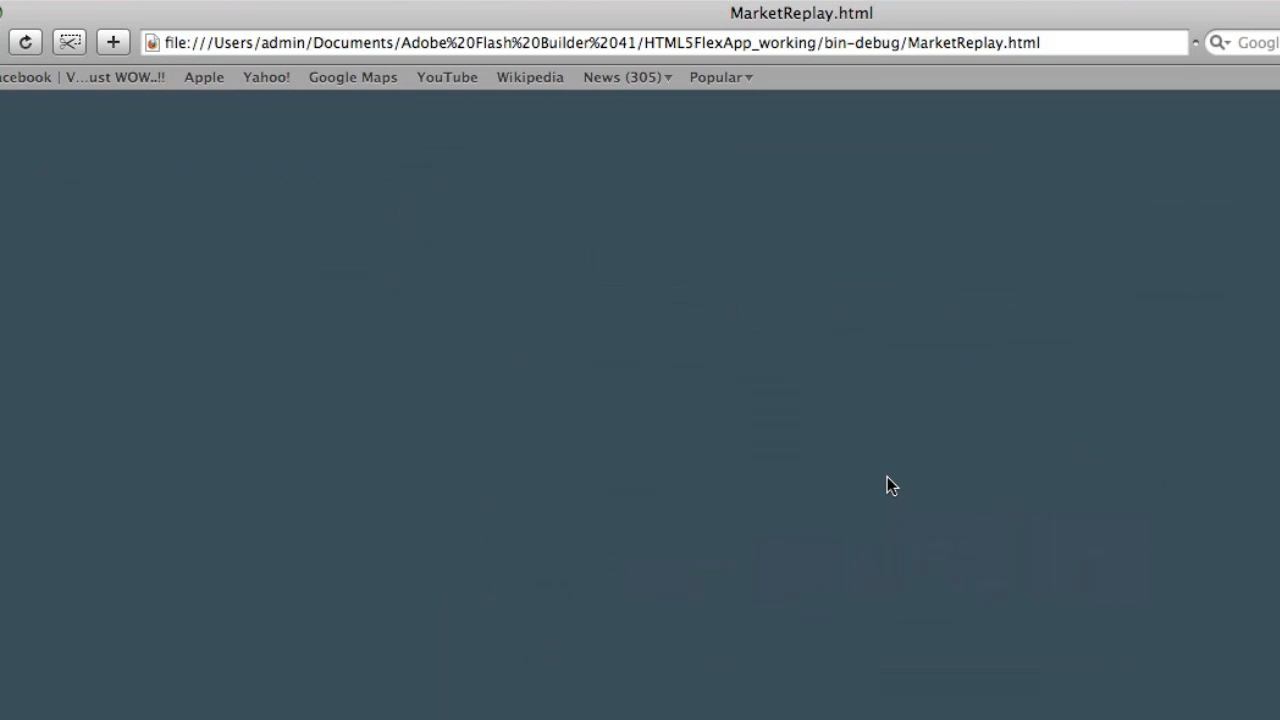 MarketReplay.html
file:///Users/admin/Documents/Adobe%20Flash%20Builder%2041/HTML5FlexApp_working/bin-debug/MarketReplay.html
Googl
acebook | V...ust WOW..!! Apple Yahoo! Google Maps YouTube Wikipedia News (305) Popular